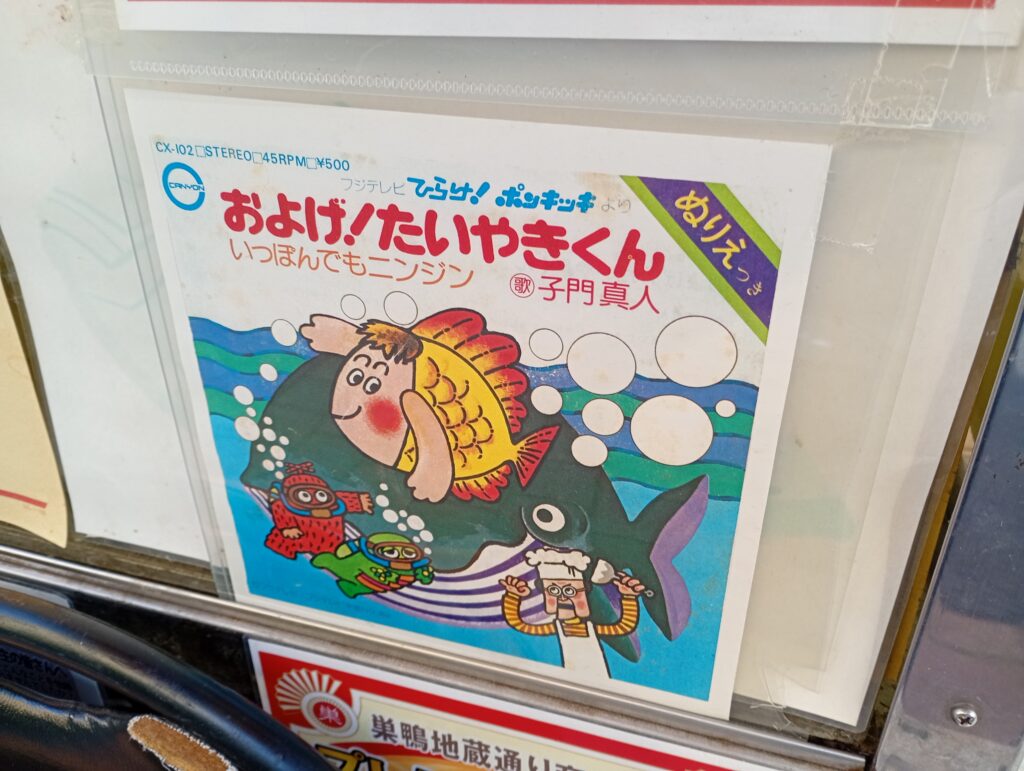 CX-102□STEREO□45RPM□¥500
CANYON
フジテレビ ひらけ!ポンキッキ より
およげ!たいやきくん
いっぽんでもニンジン
歌 子門真人
ぬりえつき
巣
巣鴨地蔵通り